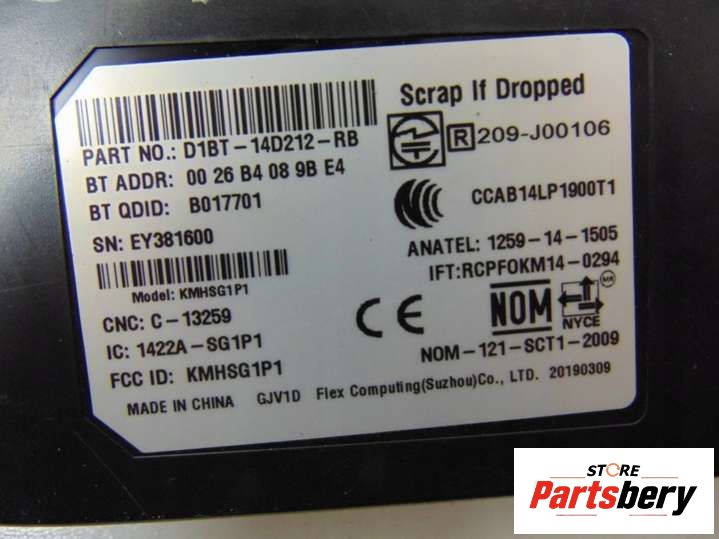 Scrap If Dropped
PART NO.: D1BT-14D212-RB
R 209-J00106
BT ADDR: 00 26 B4 08 9B E4
BT QDID: B017701
CCAB14LP1900T1
SN: EY381600
ANATEL: 1259-14-1505
IFT:RCPFOKM14-0294
Model: KMHSG1P1
CNC: C-13259
CE
NOM
NYCE
IC: 1422A-SG1P1
NOM-121-SCT1-2009
FCC ID: KMHSG1P1
MADE IN CHINA GJV1D Flex Computing(Suzhou)Co., LTD. 20190309
STORE
Partsbery